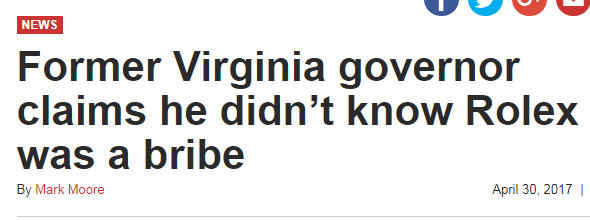 NEWS
Former Virginia governor
claims he didn’t know Rolex
was a bribe
By Mark Moore April 30, 2017 |